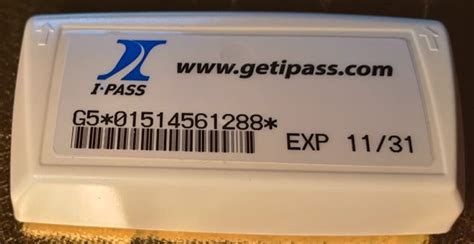 I·PASS
www.getipass.com
G5*01514561288*
EXP 11/31